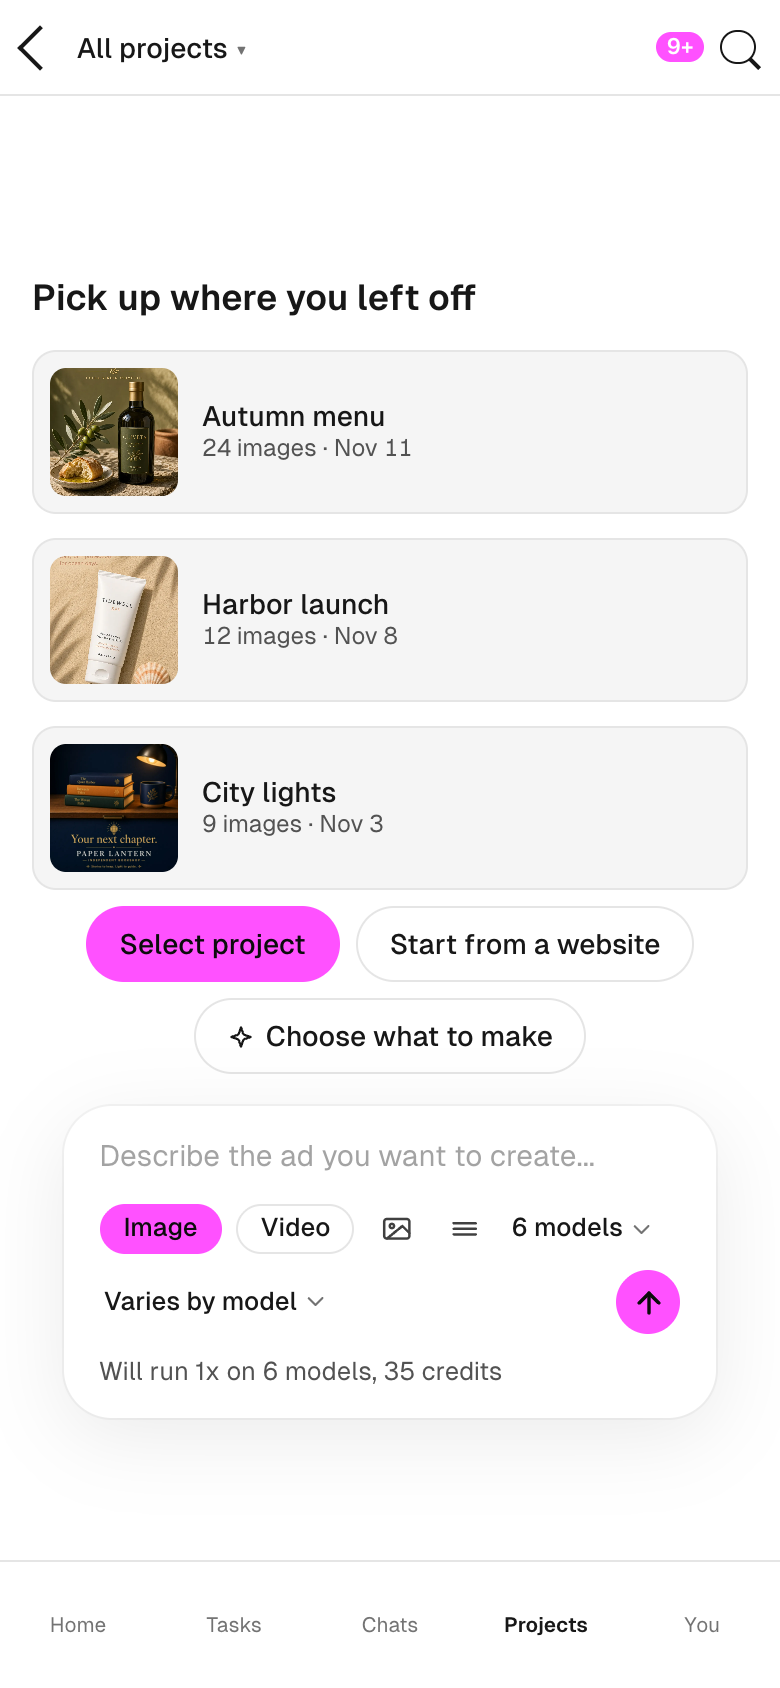 All projects ▾
9+
Pick up where you left off
Autumn menu
24 images · Nov 11
TIDEWELL
Harbor launch
12 images · Nov 8
Your next chapter.
PAPER LANTERN
INDEPENDENT BOOKSHOP
City lights
9 images · Nov 3
Select project
Start from a website
Choose what to make
Describe the ad you want to create...
Image
Video
6 models
Varies by model
Will run 1x on 6 models, 35 credits
Home
Tasks
Chats
Projects
You